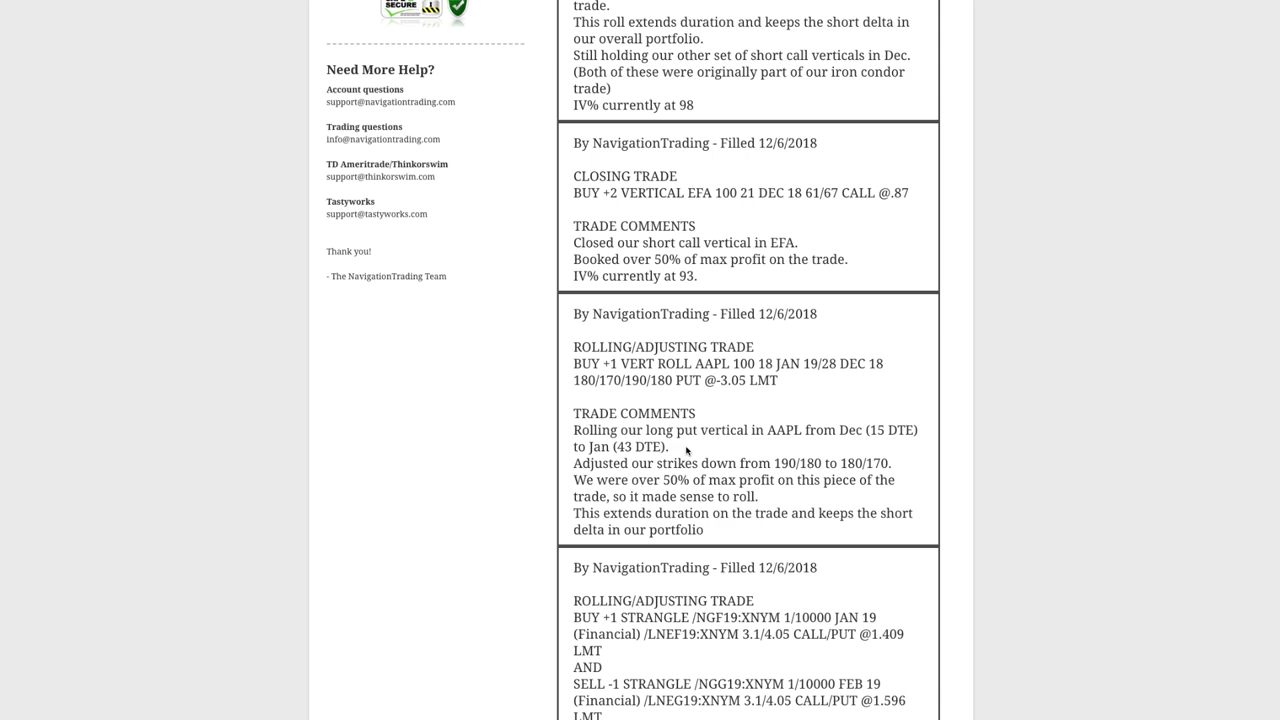 SECURE
Need More Help?
Account questions
support@navigationtrading.com
Trading questions
info@navigationtrading.com
TD Ameritrade/Thinkorswim
support@thinkorswim.com
Tastyworks
support@tastyworks.com
Thank you!
- The NavigationTrading Team
trade.
This roll extends duration and keeps the short delta in
our overall portfolio.
Still holding our other set of short call verticals in Dec.
(Both of these were originally part of our iron condor
trade)
IV% currently at 98
By NavigationTrading - Filled 12/6/2018
CLOSING TRADE
BUY +2 VERTICAL EFA 100 21 DEC 18 61/67 CALL @.87
TRADE COMMENTS
Closed our short call vertical in EFA.
Booked over 50% of max profit on the trade.
IV% currently at 93.
By NavigationTrading - Filled 12/6/2018
ROLLING/ADJUSTING TRADE
BUY +1 VERT ROLL AAPL 100 18 JAN 19/28 DEC 18
180/170/190/180 PUT @-3.05 LMT
TRADE COMMENTS
Rolling our long put vertical in AAPL from Dec (15 DTE)
to Jan (43 DTE).
Adjusted our strikes down from 190/180 to 180/170.
We were over 50% of max profit on this piece of the
trade, so it made sense to roll.
This extends duration on the trade and keeps the short
delta in our portfolio
By NavigationTrading - Filled 12/6/2018
ROLLING/ADJUSTING TRADE
BUY +1 STRANGLE /NGF19:XNYM 1/10000 JAN 19
(Financial) /LNEF19:XNYM 3.1/4.05 CALL/PUT @1.409
LMT
AND
SELL -1 STRANGLE /NGG19:XNYM 1/10000 FEB 19
(Financial) /LNEG19:XNYM 3.1/4.05 CALL/PUT @1.596
LMT